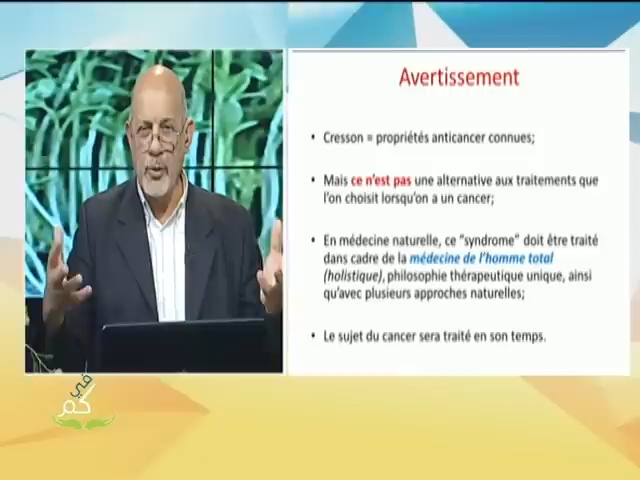 Avertissement
• Cresson = propriétés anticancer connues;
• Mais ce n'est pas une alternative aux traitements que
l'on choisit lorsqu'on a un cancer;
• En médecine naturelle, ce "syndrome" doit être traité
dans cadre de la médecine de l'homme total
(holistique), philosophie thérapeutique unique, ainsi
qu'avec plusieurs approches naturelles;
• Le sujet du cancer sera traité en son temps.
في
كم